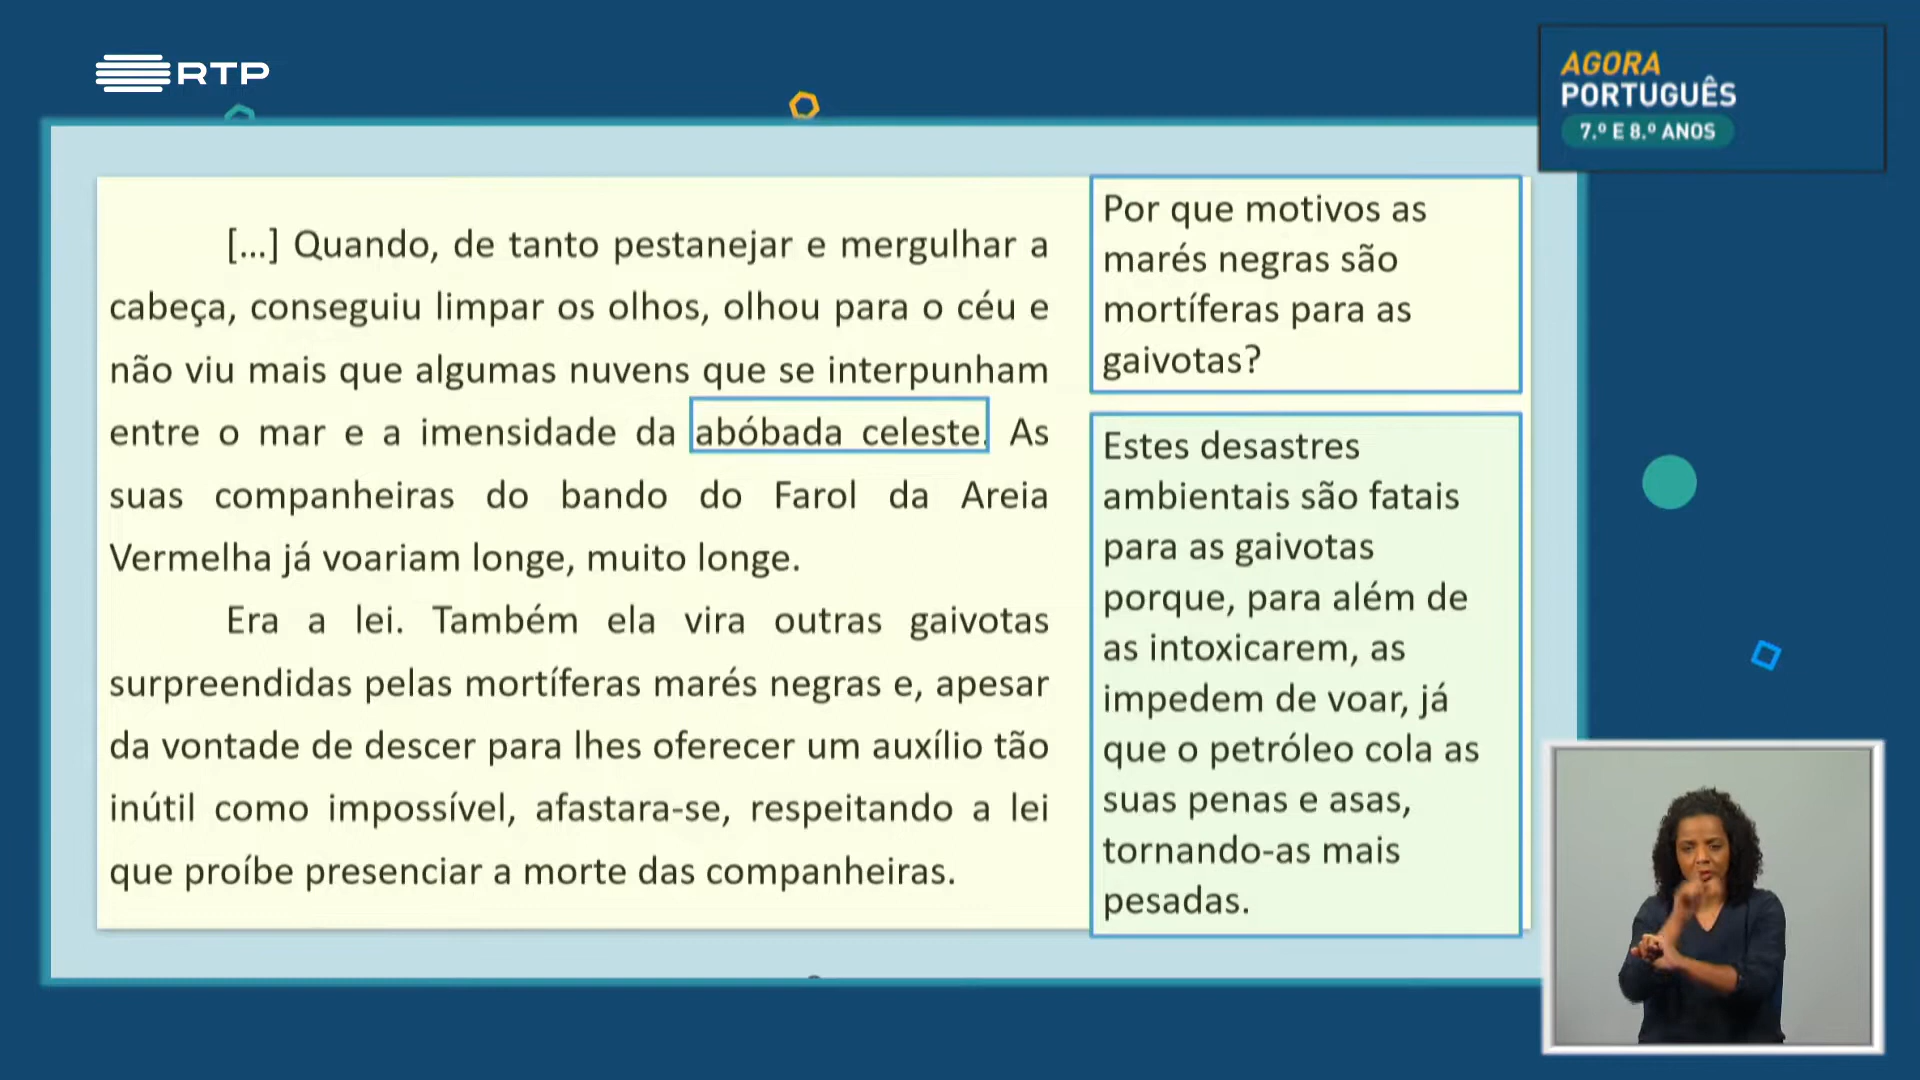 RTP
AGORA
PORTUGUÊS
7.º E 8.º ANOS
[...] Quando, de tanto pestanejar e mergulhar a
cabeça, conseguiu limpar os olhos, olhou para o céu e
não viu mais que algumas nuvens que se interpunham
entre o mar e a imensidade da abóbada celeste. As
suas companheiras do bando do Farol da Areia
Vermelha já voariam longe, muito longe.
Era a lei. Também ela vira outras gaivotas
surpreendidas pelas mortíferas marés negras e, apesar
da vontade de descer para lhes oferecer um auxílio tão
inútil como impossível, afastara-se, respeitando a lei
que proíbe presenciar a morte das companheiras.
Por que motivos as
marés negras são
mortíferas para as
gaivotas?
Estes desastres
ambientais são fatais
para as gaivotas
porque, para além de
as intoxicarem, as
impedem de voar, já
que o petróleo cola as
suas penas e asas,
tornando-as mais
pesadas.